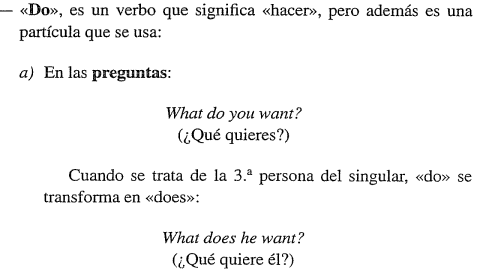 — «Do», es un verbo que significa «hacer», pero además es una
partícula que se usa:
a) En las preguntas:
What do you want?
(¿Qué quieres?)
Cuando se trata de la 3.ª persona del singular, «do» se
transforma en «does»:
What does he want?
(¿Qué quiere él?)